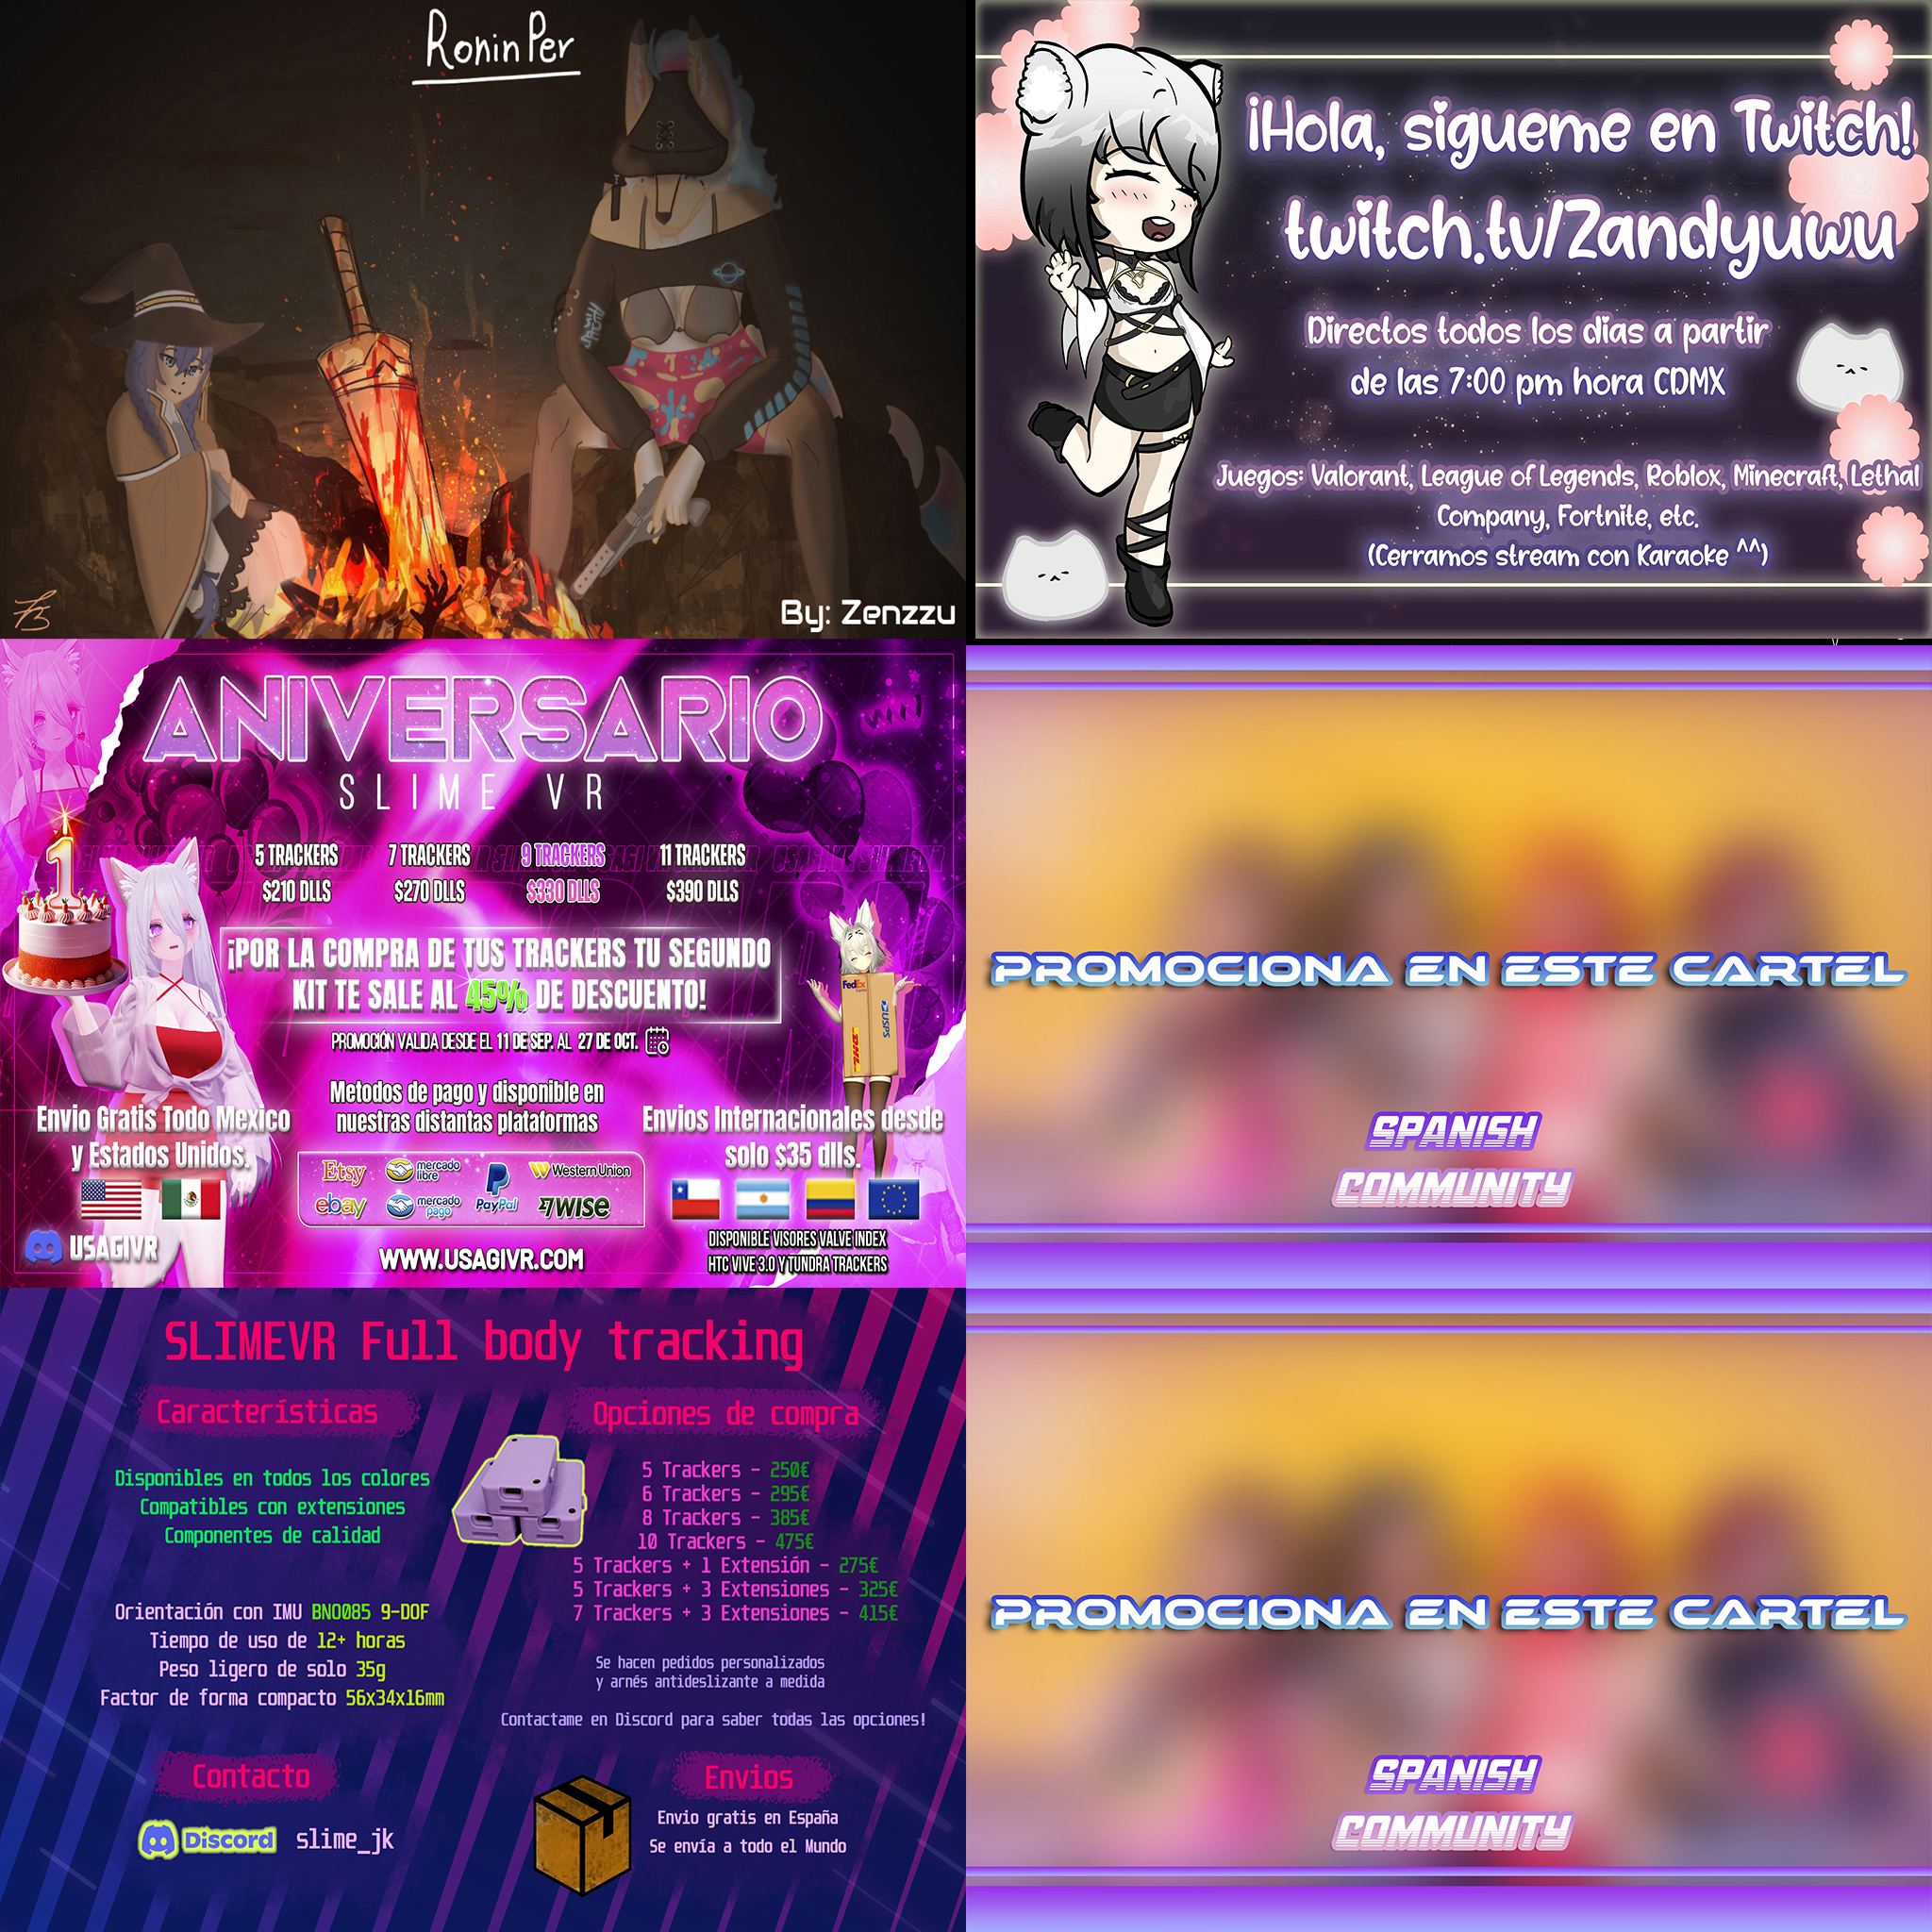 Ronin Per
By: Zenzzu
¡Hola, sigueme en Twitch!
twitch.tv/Zandyuwu
Directos todos los dias a partir
de las 7:00 pm hora CDMX
Juegos: Valorant, League of Legends, Roblox, Minecraft, Lethal
Company, Fortnite, etc.
(Cerramos stream con Karaoke ^^)
ANIVERSARIO
SLIME VR
5 TRACKERS
$210 DLLS
7 TRACKERS
$270 DLLS
9 TRACKERS
$330 DLLS
11 TRACKERS
$390 DLLS
¡POR LA COMPRA DE TUS TRACKERS TU SEGUNDO
KIT TE SALE AL 45% DE DESCUENTO!
PROMOCIÓN VALIDA DESDE EL 11 DE SEP. AL 27 DE OCT.
FedEx
USPS
DHL
Metodos de pago y disponible en
nuestras distantas plataformas
Envio Gratis Todo Mexico
y Estados Unidos.
Envios Internacionales desde
solo $35 dlls.
Etsy
mercado
libre
PayPal
Western Union
ebay
mercado
pago
WISE
USAGIVR
WWW.USAGIVR.COM
DISPONIBLE VISORES VALVE INDEX
HTC VIVE 3.0 Y TUNDRA TRACKERS
PROMOCIONA EN ESTE CARTEL
SPANISH
COMMUNITY
SLIMEVR Full body tracking
Características
Disponibles en todos los colores
Compatibles con extensiones
Componentes de calidad
Orientación con IMU BNO085 9-DOF
Tiempo de uso de 12+ horas
Peso ligero de solo 35g
Factor de forma compacto 56x34x16mm
Opciones de compra
5 Trackers - 250€
6 Trackers - 295€
8 Trackers - 385€
10 Trackers - 475€
5 Trackers + 1 Extensión - 275€
5 Trackers + 3 Extensiones - 325€
7 Trackers + 3 Extensiones - 415€
Se hacen pedidos personalizados
y arnés antideslizante a medida
Contactame en Discord para saber todas las opciones!
Contacto
Discord slime_jk
Envios
Envio gratis en España
Se envía a todo el Mundo
PROMOCIONA EN ESTE CARTEL
SPANISH
COMMUNITY